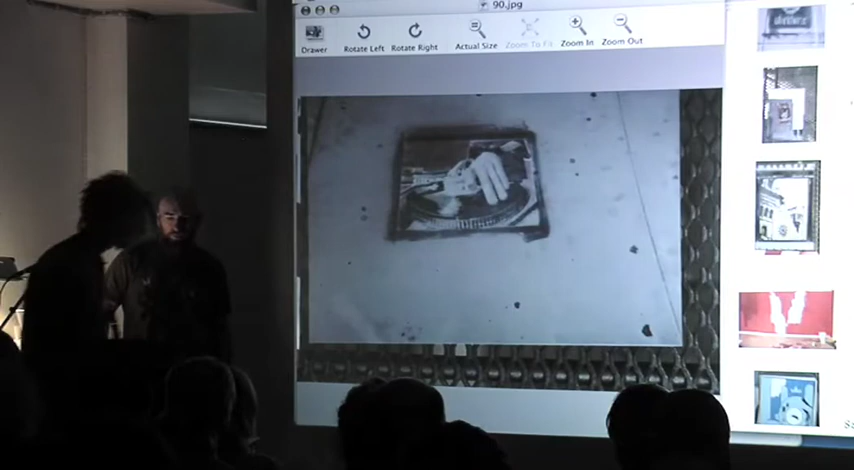 90.jpg
Drawer
Rotate Left
Rotate Right
Actual Size
Zoom To Fit
Zoom In
Zoom Out